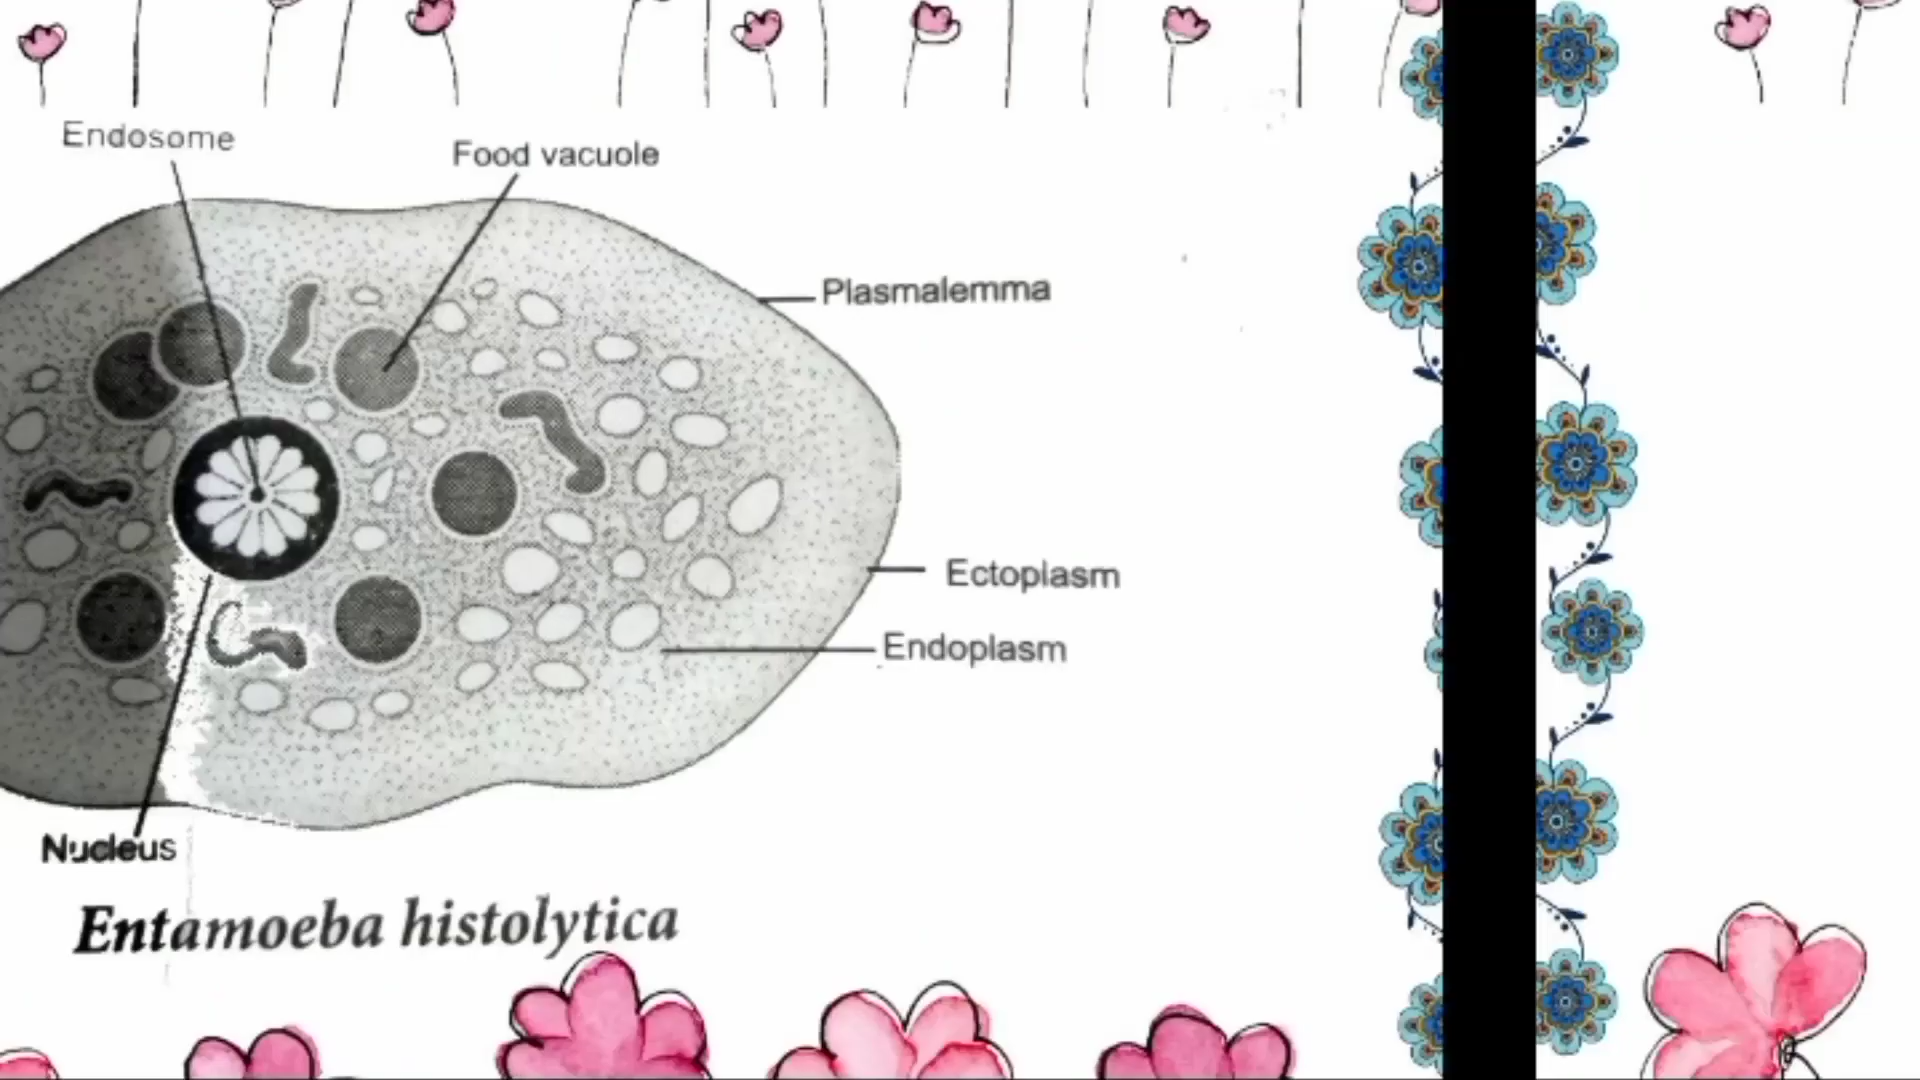 Endosome
Food vacuole
Plasmalemma
Ectoplasm
Endoplasm
Nucleus
Entamoeba histolytica